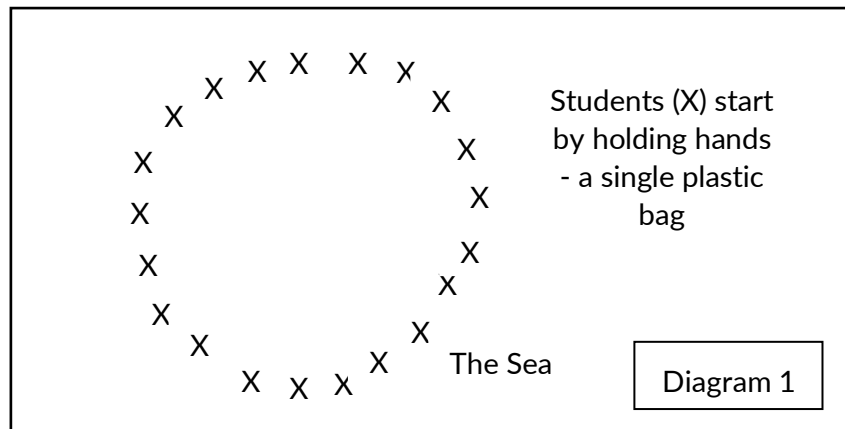 X X X X
X X
X X
X X
X X
X X
X X
X X
X X
X X X
Students (X) start
by holding hands
- a single plastic
bag
The Sea
Diagram 1